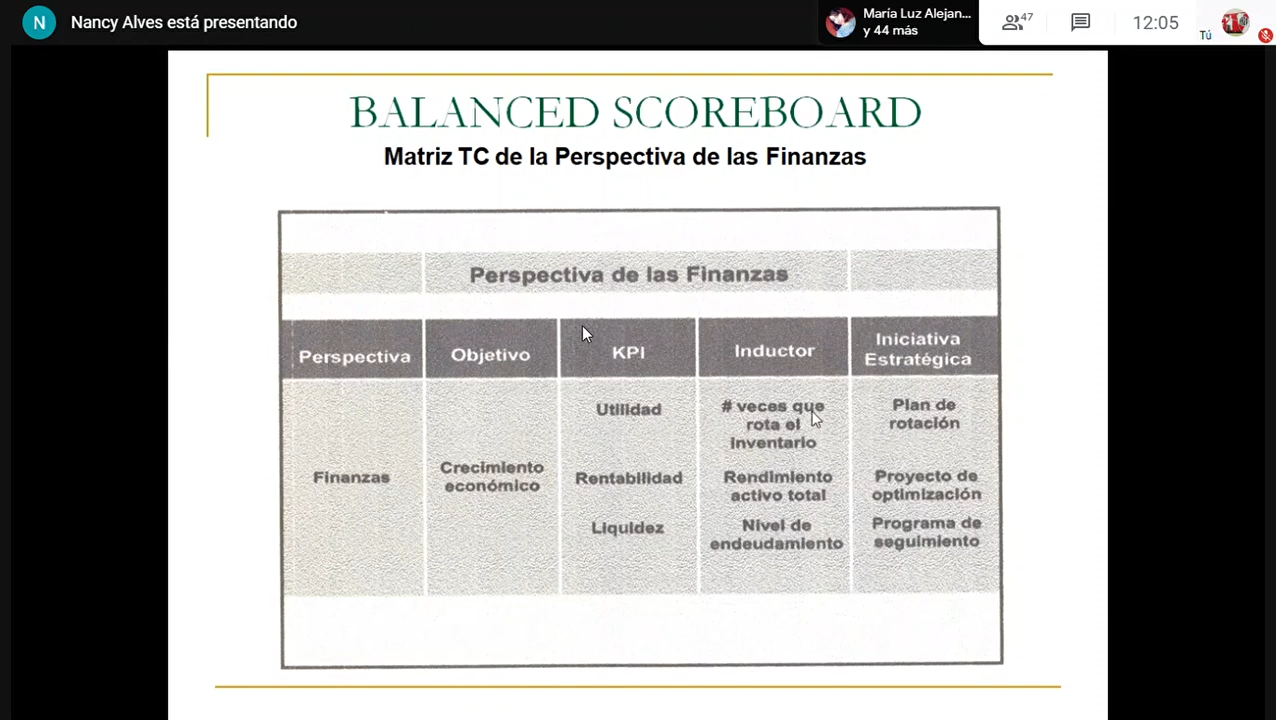 N Nancy Alves está presentando
María Luz Alejan...
y 44 más
47
12:05
Tú
BALANCED SCOREBOARD
Matriz TC de la Perspectiva de las Finanzas
Perspectiva de las Finanzas
Perspectiva
Objetivo
KPI
Inductor
Iniciativa
Estratégica
Finanzas
Crecimiento
económico
Utilidad
# veces que
rota el
inventario
Plan de
rotación
Rentabilidad
Rendimiento
activo total
Proyecto de
optimización
Liquidez
Nivel de
endeudamiento
Programa de
seguimiento